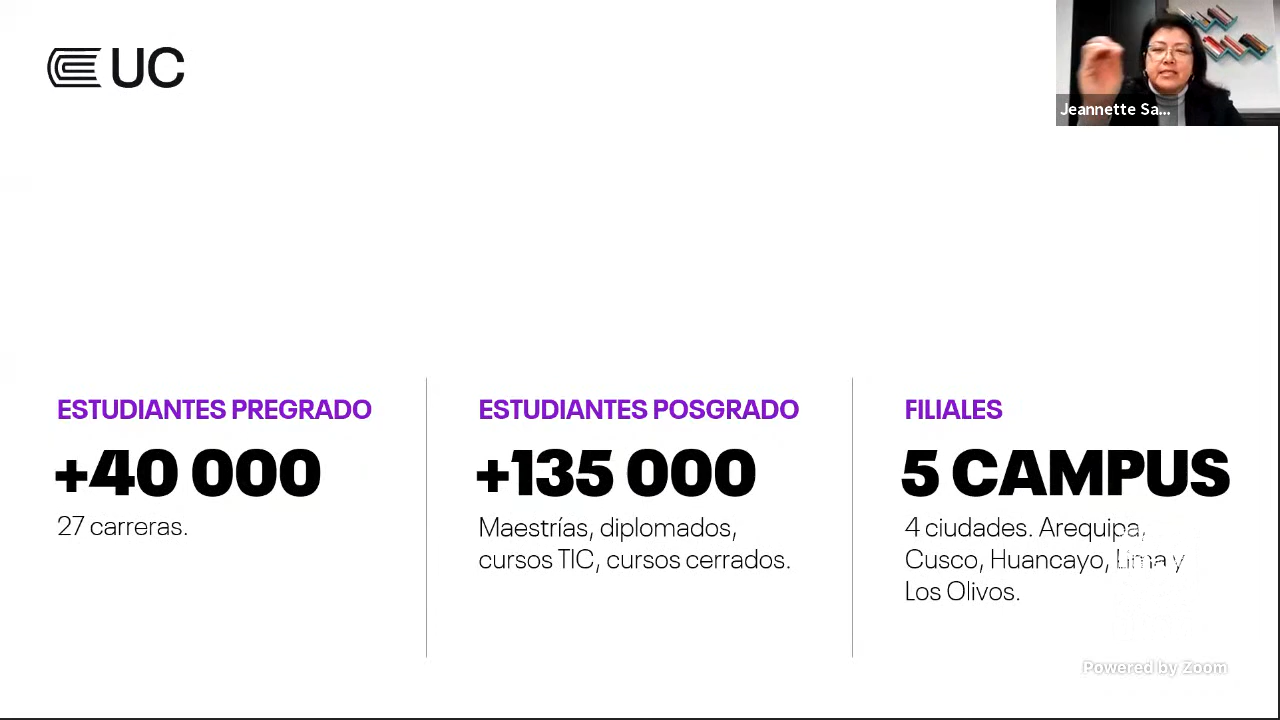 UC
Jeannette Sa...
ESTUDIANTES PREGRADO
+40 000
27 carreras.
ESTUDIANTES POSGRADO
+135 000
Maestrías, diplomados,
cursos TIC, cursos cerrados.
FILIALES
5 CAMPUS
4 ciudades. Arequipa,
Cusco, Huancayo, Lima y
Los Olivos.
Powered by Zoom